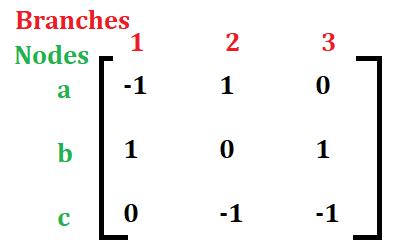 Branches
1 2 3
Nodes
a -1 1 0
b 1 0 1
c 0 -1 -1